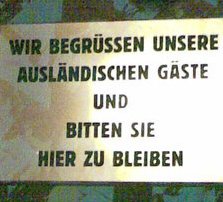 WIR BEGRÜSSEN UNSERE
AUSLÄNDISCHEN GÄSTE
UND
BITTEN SIE
HIER ZU BLEIBEN